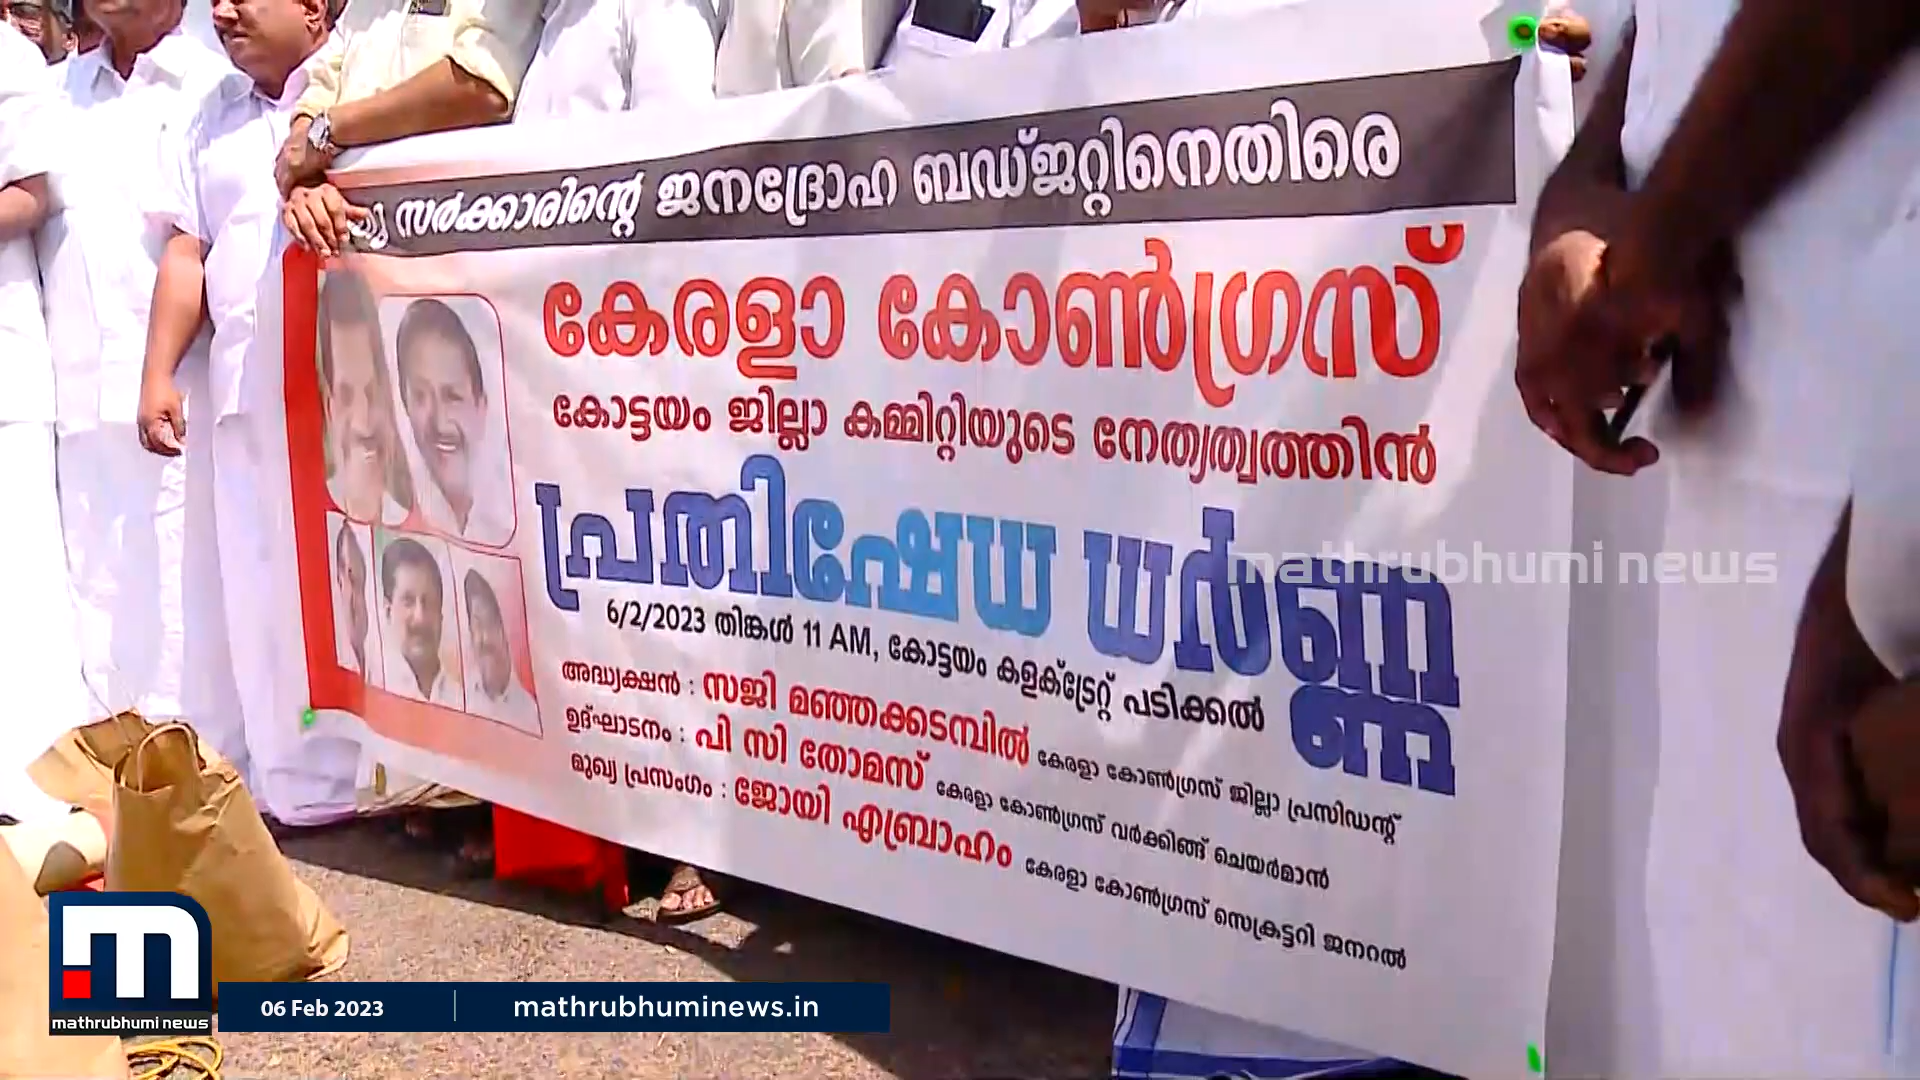 സർക്കാരിന്റെ ജനദ്രോഹ ബഡ്ജറ്റിനെതിരെ
കേരളാ കോൺഗ്രസ്
കോട്ടയം ജില്ലാ കമ്മിറ്റിയുടെ നേതൃത്വത്തിൻ
പ്രതിഷേധ ധർണ്ണ
6/2/2023 തിങ്കൾ 11 AM, കോട്ടയം കളക്ട്രേറ്റ് പടിക്കൽ
അദ്ധ്യക്ഷൻ : സജി മഞ്ഞക്കടമ്പിൽ കേരളാ കോൺഗ്രസ് ജില്ലാ പ്രസിഡന്റ്
ഉദ്ഘാടനം : പി സി തോമസ് കേരളാ കോൺഗ്രസ് വർക്കിങ്ങ് ചെയർമാൻ
മുഖ്യ പ്രസംഗം : ജോയി എബ്രാഹം കേരളാ കോൺഗ്രസ് സെക്രട്ടറി ജനറൽ
mathrubhumi news
mathrubhumi news
06 Feb 2023
mathrubhuminews.in